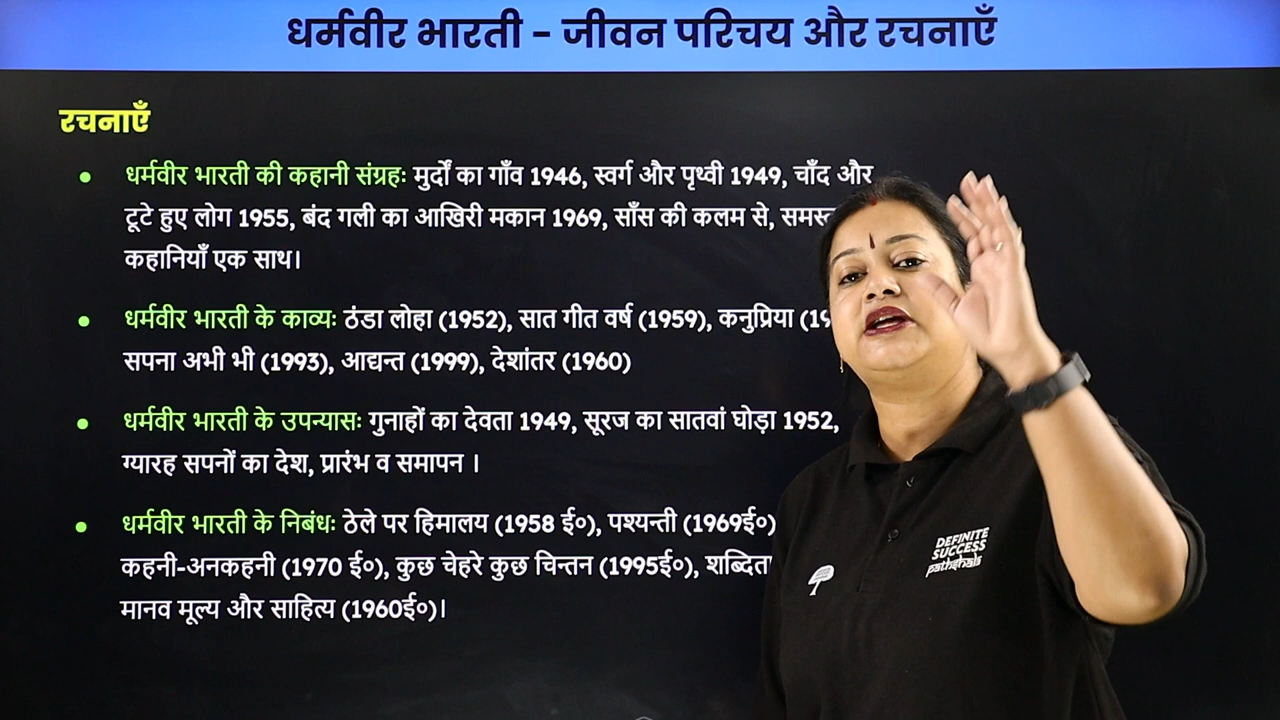 धर्मवीर भारती - जीवन परिचय और रचनाएँ
रचनाएँ
• धर्मवीर भारती की कहानी संग्रहः मुर्दों का गाँव 1946, स्वर्ग और पृथ्वी 1949, चाँद और
टूटे हुए लोग 1955, बंद गली का आखिरी मकान 1969, साँस की कलम से,
कहानियाँ एक साथ।
• धर्मवीर भारती के काव्यः ठंडा लोहा (1952), सात गीत वर्ष (1959), कनुप्रिया
सपना अभी भी (1993), आद्यन्त (1999), देशांतर (1960)
• धर्मवीर भारती के उपन्यासः गुनाहों का देवता 1949, सूरज का सातवां घोड़ा 1952,
ग्यारह सपनों का देश, प्रारंभ व समापन ।
• धर्मवीर भारती के निबंधः ठेले पर हिमालय (1958 ई०), पश्यन्ती (1969ई०)
कहनी-अनकहनी (1970 ई०), कुछ चेहरे कुछ चिन्तन (1995ई०),
मानव मूल्य और साहित्य (1960ई०)।
DEFINITE
SUCCESS
pathshala